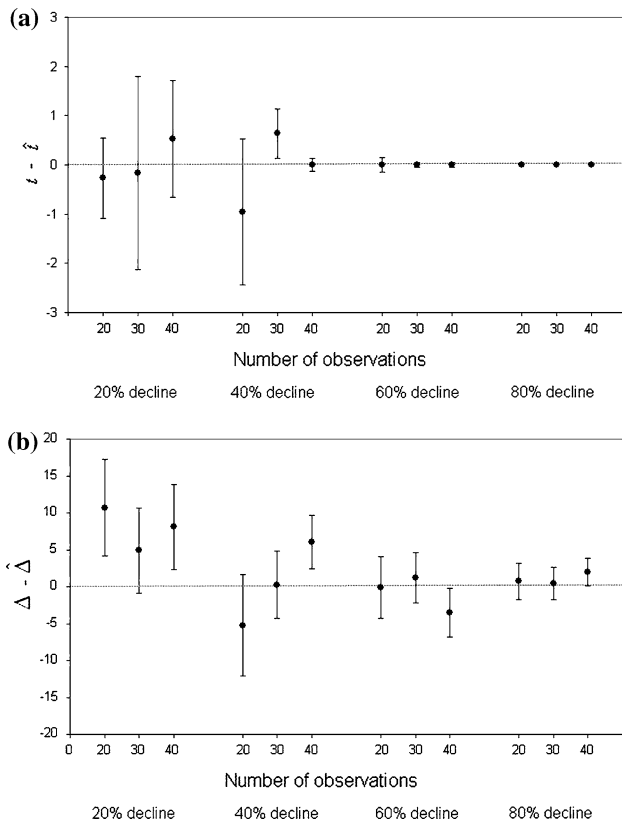 (a)
3
2
1
0
-1
-2
-3
t - t̂
20 30 40 20 30 40 20 30 40 20 30 40
Number of observations
20% decline 40% decline 60% decline 80% decline
(b)
20
15
10
5
0
-5
-10
-15
-20
Δ - Δ̂
0 20 30 40 20 30 40 20 30 40 20 30 40
Number of observations
20% decline 40% decline 60% decline 80% decline